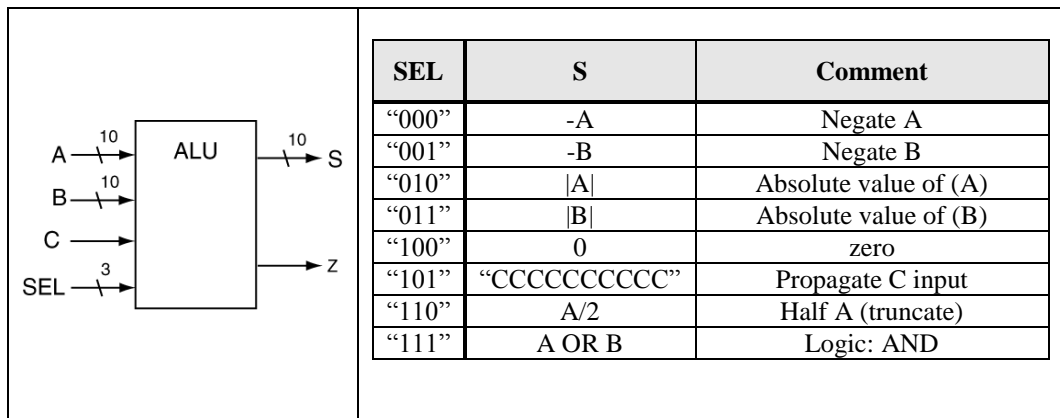 10
A
ALU
10
S
10
B
C
3
SEL
Z
SEL S Comment
“000” -A Negate A
“001” -B Negate B
“010” |A| Absolute value of (A)
“011” |B| Absolute value of (B)
“100” 0 zero
“101” “CCCCCCCCCC” Propagate C input
“110” A/2 Half A (truncate)
“111” A OR B Logic: AND